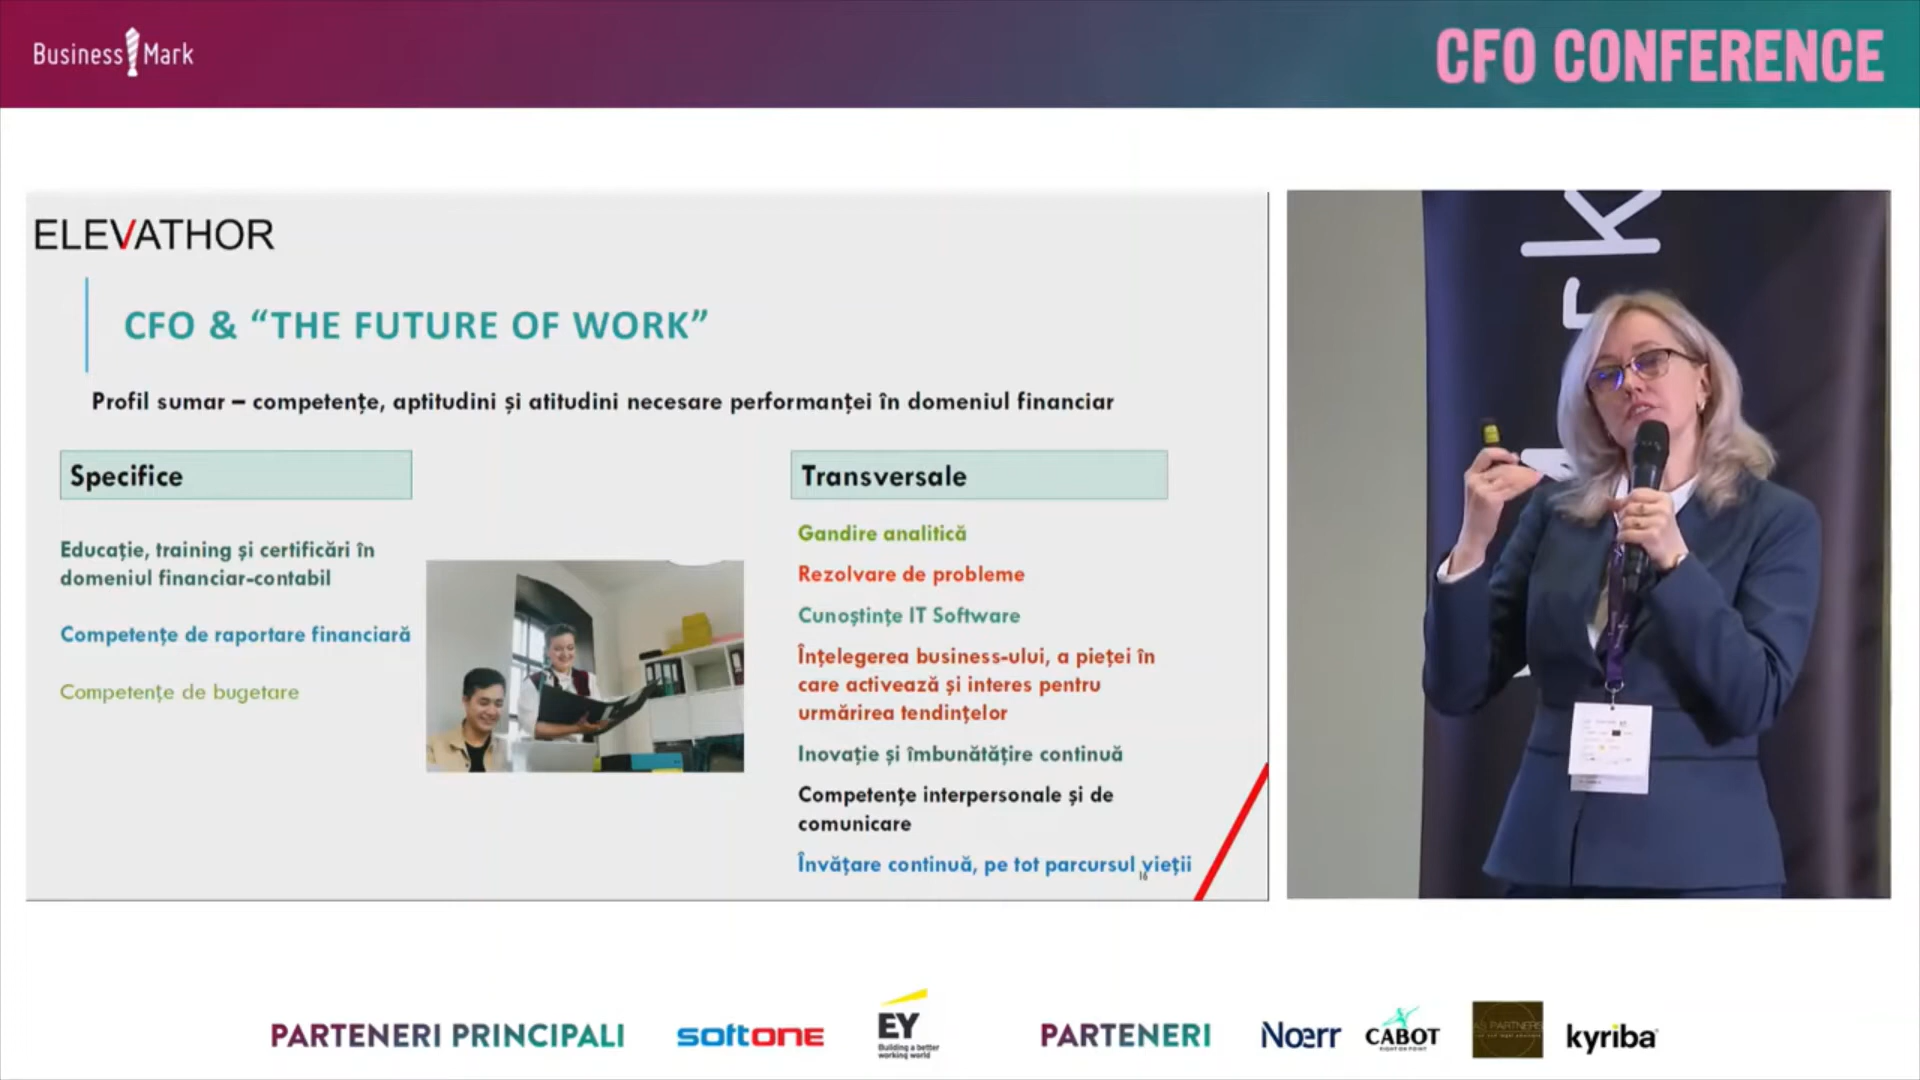 Business Mark
CFO CONFERENCE
ELEVATHOR
CFO & “THE FUTURE OF WORK”
Profil sumar – competențe, aptitudini și atitudini necesare performanței în domeniul financiar
Specifice
Educație, training și certificări în
domeniul financiar-contabil
Competențe de raportare financiară
Competențe de bugetare
Transversale
Gandire analitică
Rezolvare de probleme
Cunoștințe IT Software
Înțelegerea business-ului, a pieței în
care activează și interes pentru
urmărirea tendințelor
Inovație și îmbunătățire continuă
Competențe interpersonale și de
comunicare
Învățare continuă, pe tot parcursul vieții
16
PARTENERI PRINCIPALI
softone
EY
Building a better
working world
PARTENERI
Noerr
CABOT
AS PARTNERS
kyriba